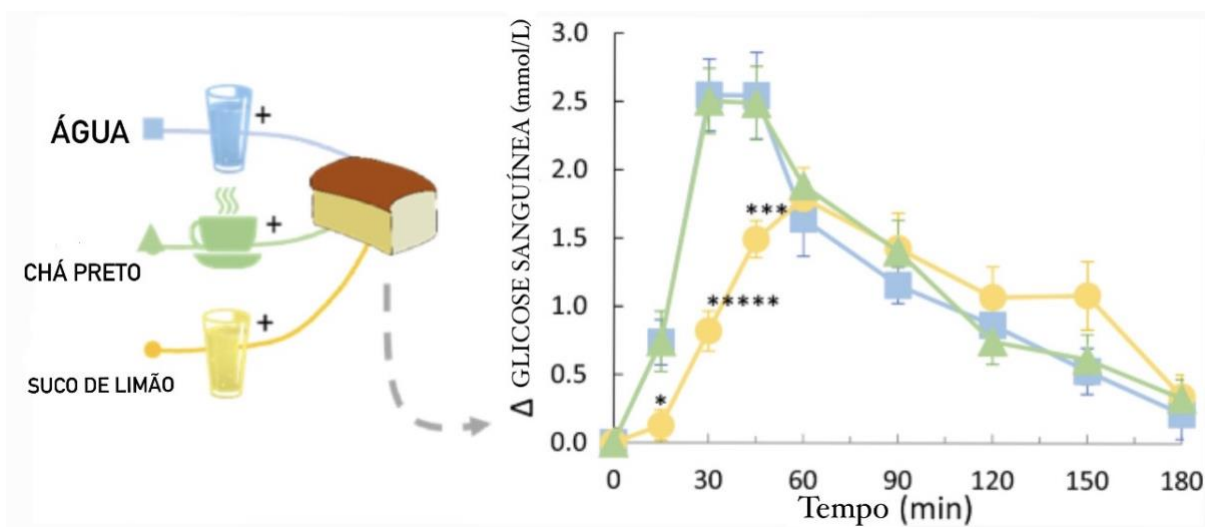 ÁGUA
+
CHÁ PRETO
+
SUCO DE LIMÃO
+
Δ GLICOSE SANGUÍNEA (mmol/L)
3.0
2.5
2.0
1.5
1.0
0.5
0.0
***
*****
*
0 30 60 90 120 150 180
Tempo (min)